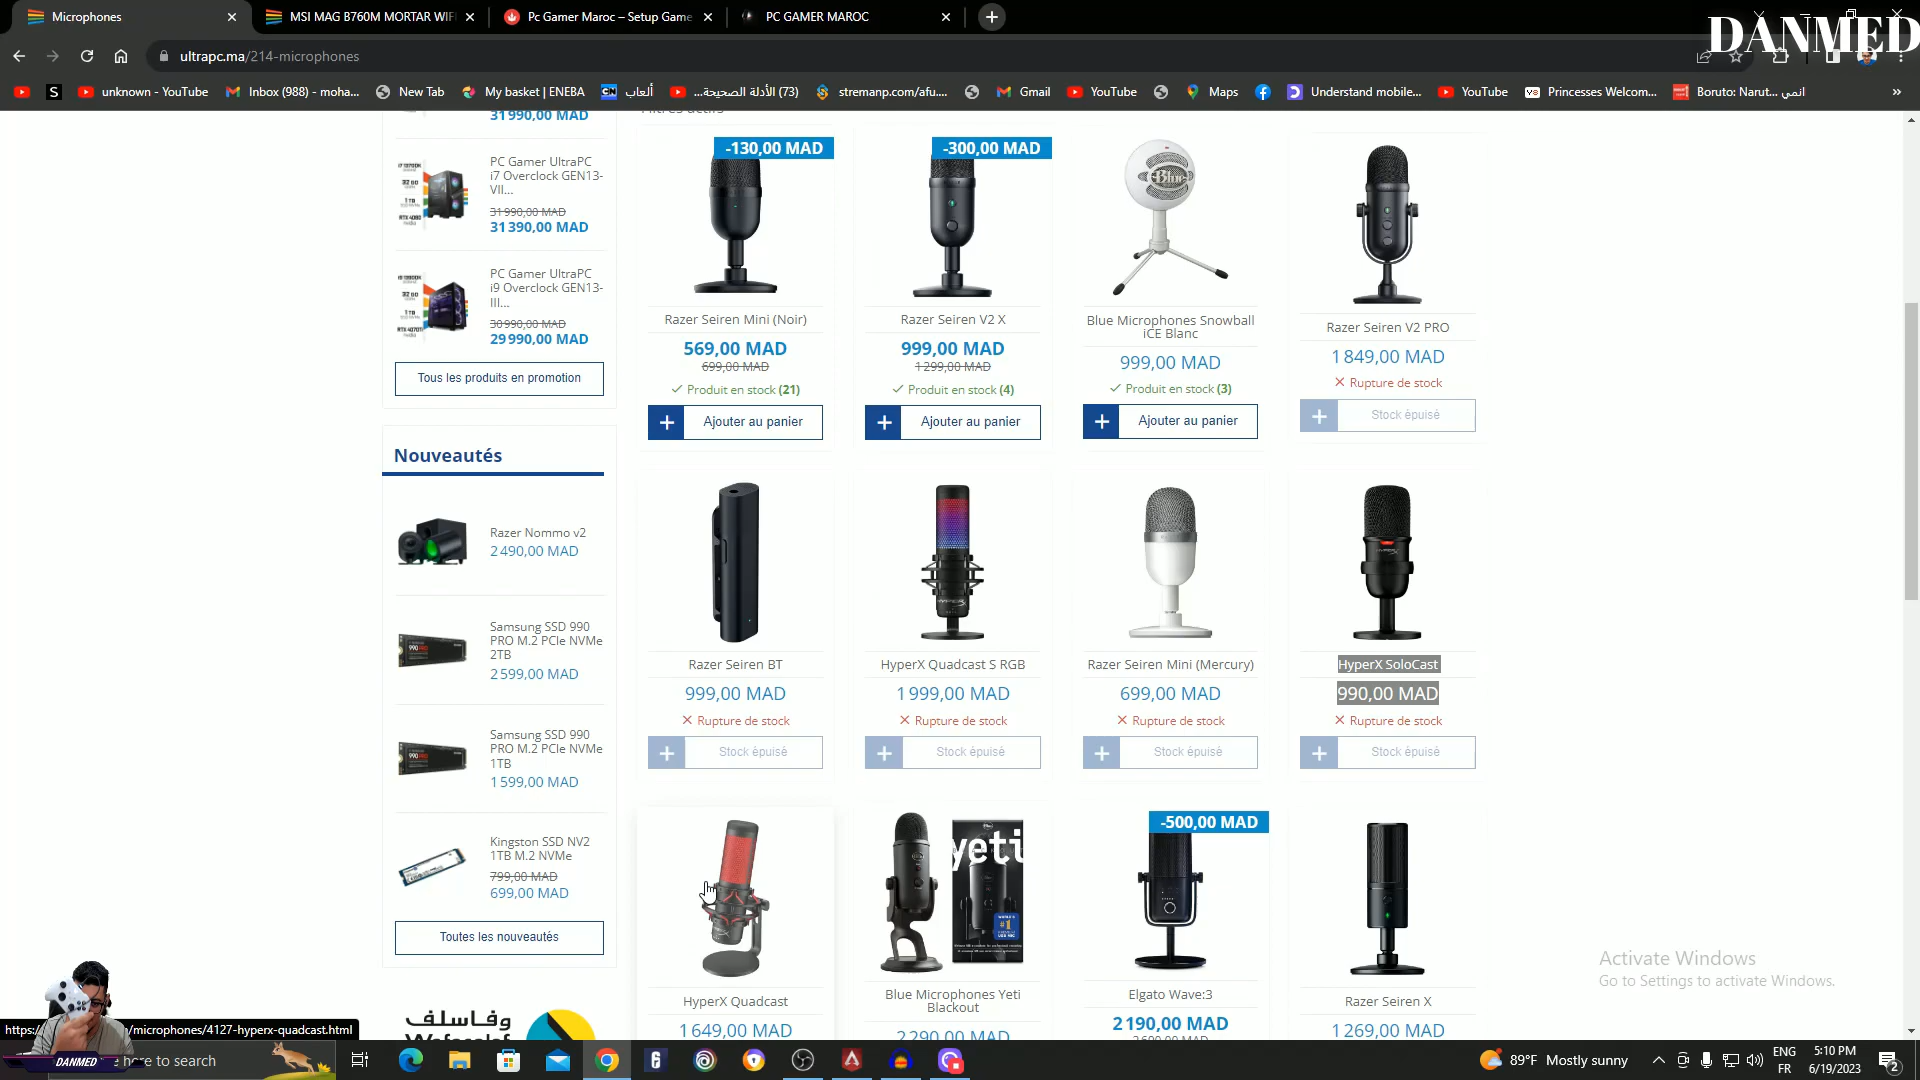 Microphones
MSI MAG B760M MORTAR WIF
Pc Gamer Maroc – Setup Game
PC GAMER MAROC
DANMED
ultrapc.ma/214-microphones
unknown - YouTube
Inbox (988) - moha...
New Tab
My basket | ENEBA
CN
ألعاب
(73) الأدلة الصحيحة...
stremanp.com/afu....
Gmail
YouTube
Maps
Understand mobile...
YouTube
Princesses Welcom...
Boruto: Narut... انمي
31 990,00 MAD
PC Gamer UltraPC
i7 Overclock GEN13-
VII...
31 990,00 MAD
31 390,00 MAD
PC Gamer UltraPC
i9 Overclock GEN13-
III...
30 990,00 MAD
29 990,00 MAD
Tous les produits en promotion
Nouveautés
Razer Nommo v2
2 490,00 MAD
Samsung SSD 990
PRO M.2 PCIe NVMe
2TB
2 599,00 MAD
Samsung SSD 990
PRO M.2 PCIe NVMe
1TB
1 599,00 MAD
Kingston SSD NV2
1TB M.2 NVMe
799,00 MAD
699,00 MAD
Toutes les nouveautés
وفاسلف
Wafasalaf
Filtres actifs
-130,00 MAD
Razer Seiren Mini (Noir)
569,00 MAD
699,00 MAD
Produit en stock (21)
Ajouter au panier
-300,00 MAD
Razer Seiren V2 X
999,00 MAD
1 299,00 MAD
Produit en stock (4)
Ajouter au panier
Blue
Blue Microphones Snowball
iCE Blanc
999,00 MAD
Produit en stock (3)
Ajouter au panier
Razer Seiren V2 PRO
1 849,00 MAD
Rupture de stock
Stock épuisé
Razer Seiren BT
999,00 MAD
Rupture de stock
Stock épuisé
HyperX Quadcast S RGB
1 999,00 MAD
Rupture de stock
Stock épuisé
Razer Seiren Mini (Mercury)
699,00 MAD
Rupture de stock
Stock épuisé
HyperX SoloCast
990,00 MAD
Rupture de stock
Stock épuisé
HyperX Quadcast
1 649,00 MAD
yeti
Blue Microphones Yeti
Blackout
2 290,00 MAD
-500,00 MAD
Elgato Wave:3
2 190,00 MAD
2 690,00 MAD
Razer Seiren X
1 269,00 MAD
Activate Windows
Go to Settings to activate Windows.
https://
/microphones/4127-hyperx-quadcast.html
DANMED
here to search
89°F Mostly sunny
ENG
FR
5:10 PM
6/19/2023
2